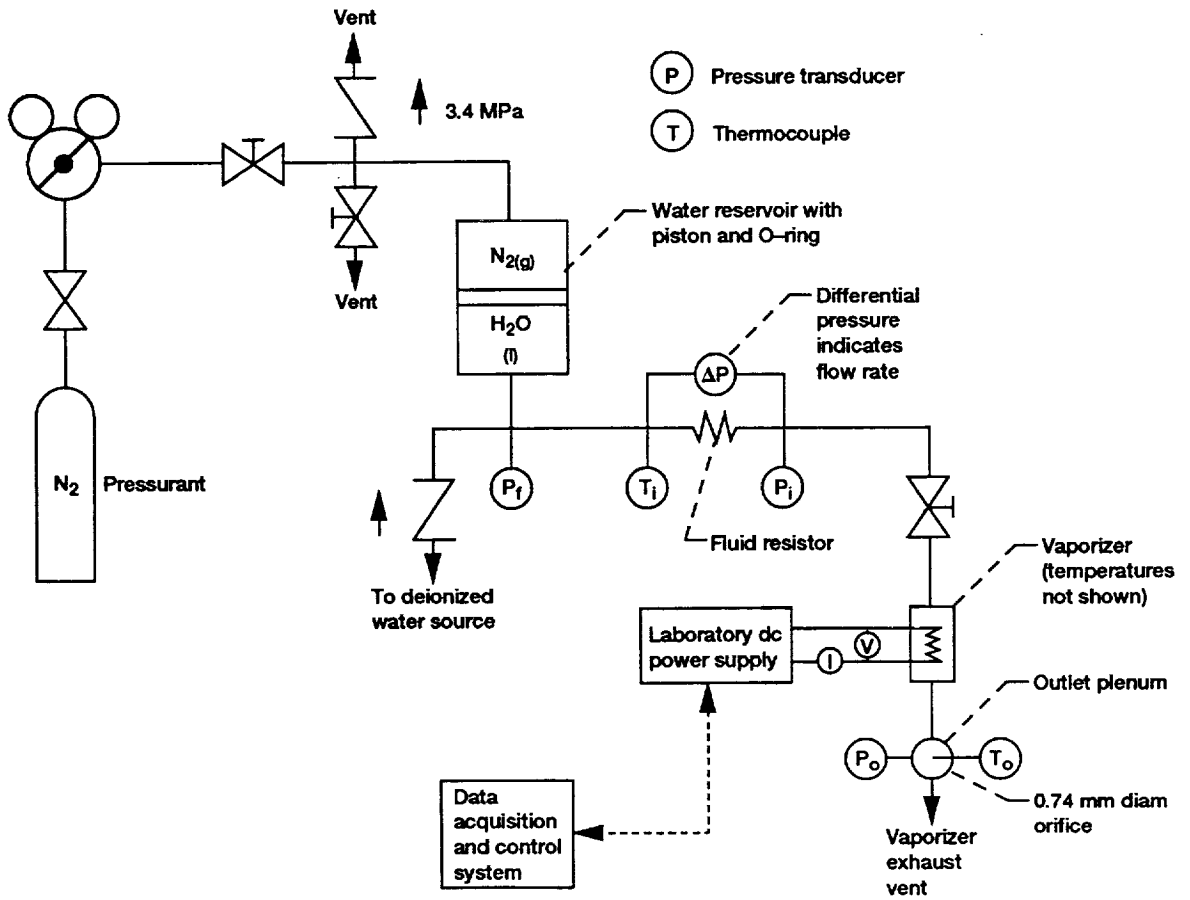 Vent
3.4 MPa
P Pressure transducer
T Thermocouple
Water reservoir with
piston and O–ring
N2(g)
H2O
(l)
Vent
Differential
pressure
indicates
flow rate
ΔP
N2
Pressurant
Pf
Ti
Pi
Fluid resistor
To deionized
water source
Vaporizer
(temperatures
not shown)
Laboratory dc
power supply
V
I
Outlet plenum
Po
To
0.74 mm diam
orifice
Data
acquisition
and control
system
Vaporizer
exhaust
vent